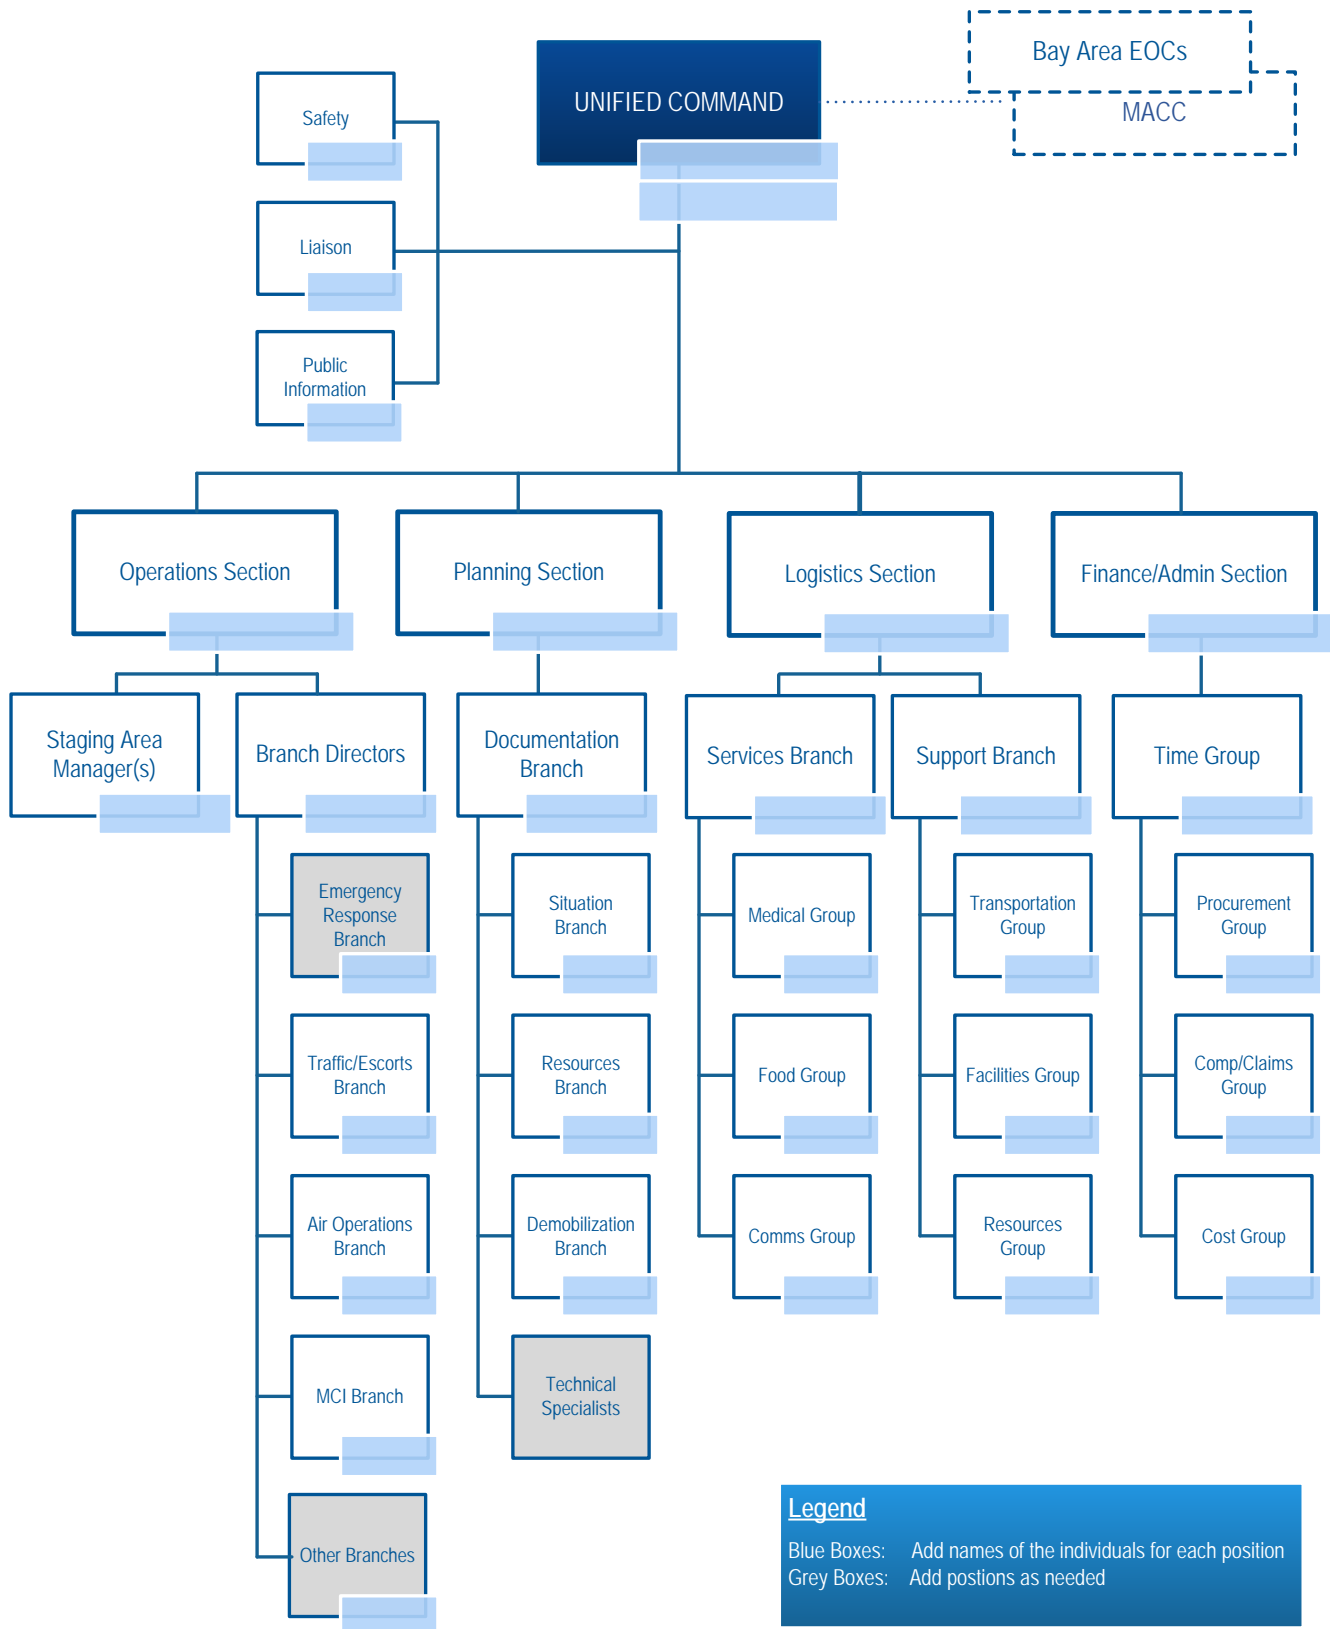 Bay Area EOCs
UNIFIED COMMAND
MACC
Safety
Liaison
Public
Information
Operations Section
Planning Section
Logistics Section
Finance/Admin Section
Staging Area
Manager(s)
Branch Directors
Documentation
Branch
Services Branch
Support Branch
Time Group
Emergency
Response
Branch
Situation
Branch
Medical Group
Transportation
Group
Procurement
Group
Traffic/Escorts
Branch
Resources
Branch
Food Group
Facilities Group
Comp/Claims
Group
Air Operations
Branch
Demobilization
Branch
Comms Group
Resources
Group
Cost Group
MCI Branch
Technical
Specialists
Other Branches
Legend
Blue Boxes: Add names of the individuals for each position
Grey Boxes: Add postions as needed